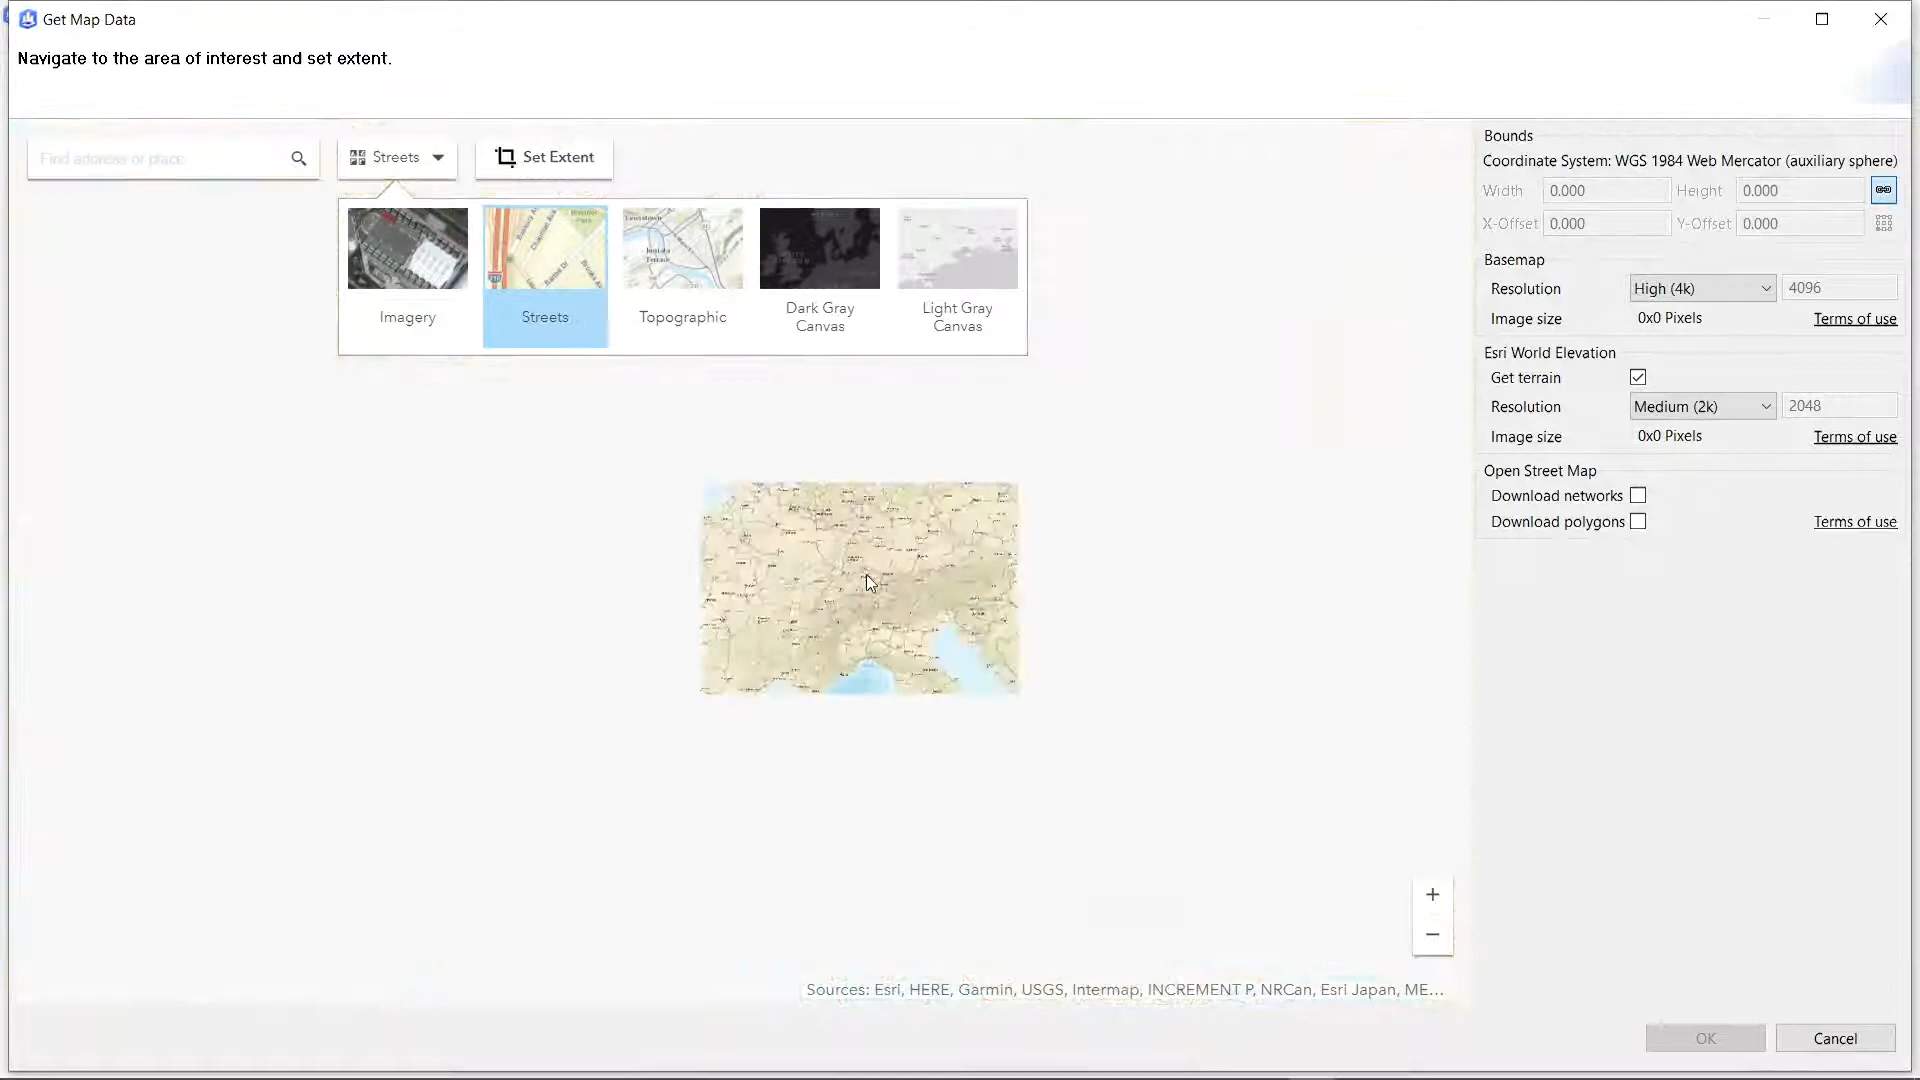 Get Map Data
Navigate to the area of interest and set extent.
Find address or place
Streets
Set Extent
Imagery
Streets
Topographic
Dark Gray
Canvas
Light Gray
Canvas
Bounds
Coordinate System: WGS 1984 Web Mercator (auxiliary sphere)
Width 0.000 Height 0.000
X-Offset 0.000 Y-Offset 0.000
Basemap
Resolution High (4k) 4096
Image size 0x0 Pixels Terms of use
Esri World Elevation
Get terrain
Resolution Medium (2k) 2048
Image size 0x0 Pixels Terms of use
Open Street Map
Download networks
Download polygons Terms of use
+
−
Sources: Esri, HERE, Garmin, USGS, Intermap, INCREMENT P, NRCan, Esri Japan, ME...
OK Cancel